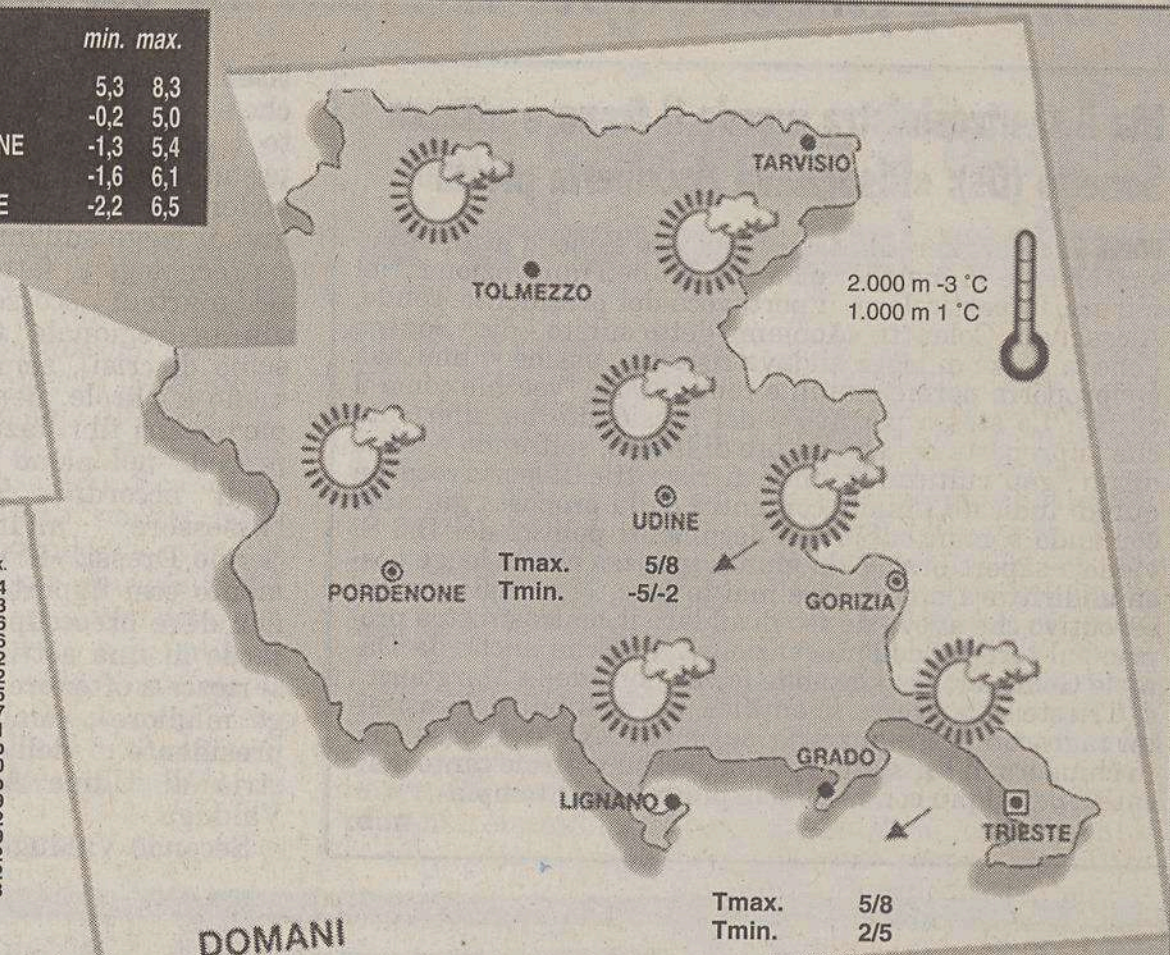 min. max.
5,3 8,3
-0,2 5,0
NE -1,3 5,4
-1,6 6,1
E -2,2 6,5
TARVISIO
TOLMEZZO
2.000 m -3 °C
1.000 m 1 °C
UDINE
PORDENONE
Tmax. 5/8
Tmin. -5/-2
GORIZIA
GRADO
LIGNANO
TRIESTE
Tmax. 5/8
Tmin. 2/5
DOMANI